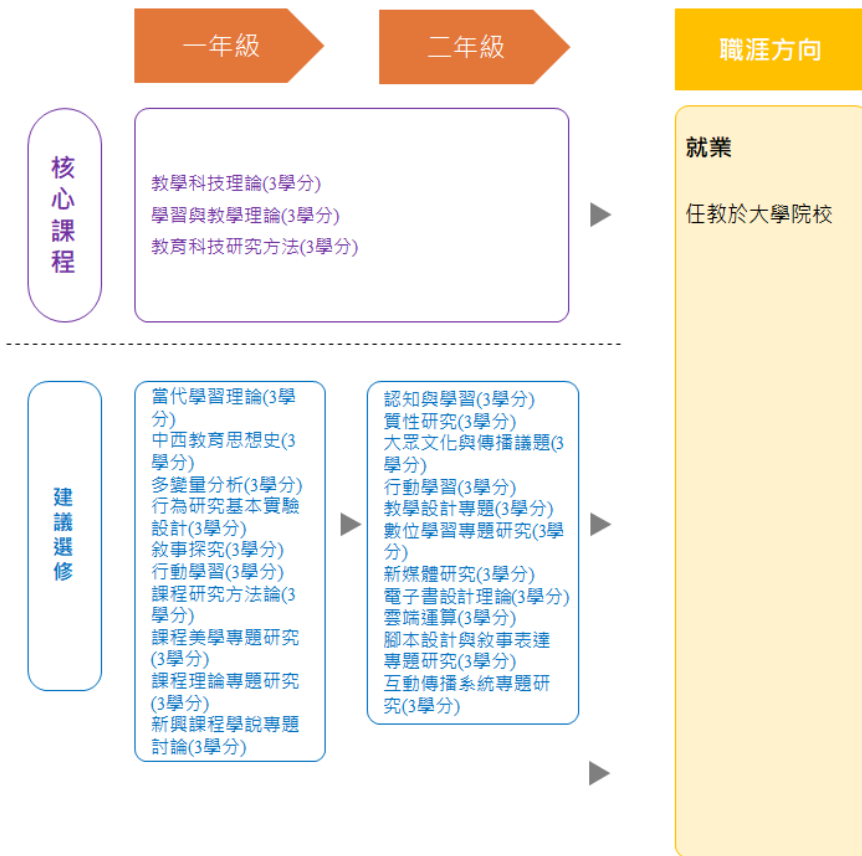 一年級
二年級
職涯方向
核
心
課
程
教學科技理論(3學分)
學習與教學理論(3學分)
教育科技研究方法(3學分)
就業
任教於大學院校
建
議
選
修
當代學習理論(3學
分)
中西教育思想史(3
學分)
多變量分析(3學分)
行為研究基本實驗
設計(3學分)
敘事探究(3學分)
行動學習(3學分)
課程研究方法論(3
學分)
課程美學專題研究
(3學分)
課程理論專題研究
(3學分)
新興課程學說專題
討論(3學分)
認知與學習(3學分)
質性研究(3學分)
大眾文化與傳播議題(3
學分)
行動學習(3學分)
教學設計專題(3學分)
數位學習專題研究(3學
分)
新媒體研究(3學分)
電子書設計理論(3學分)
雲端運算(3學分)
腳本設計與敘事表達
專題研究(3學分)
互動傳播系統專題研
究(3學分)